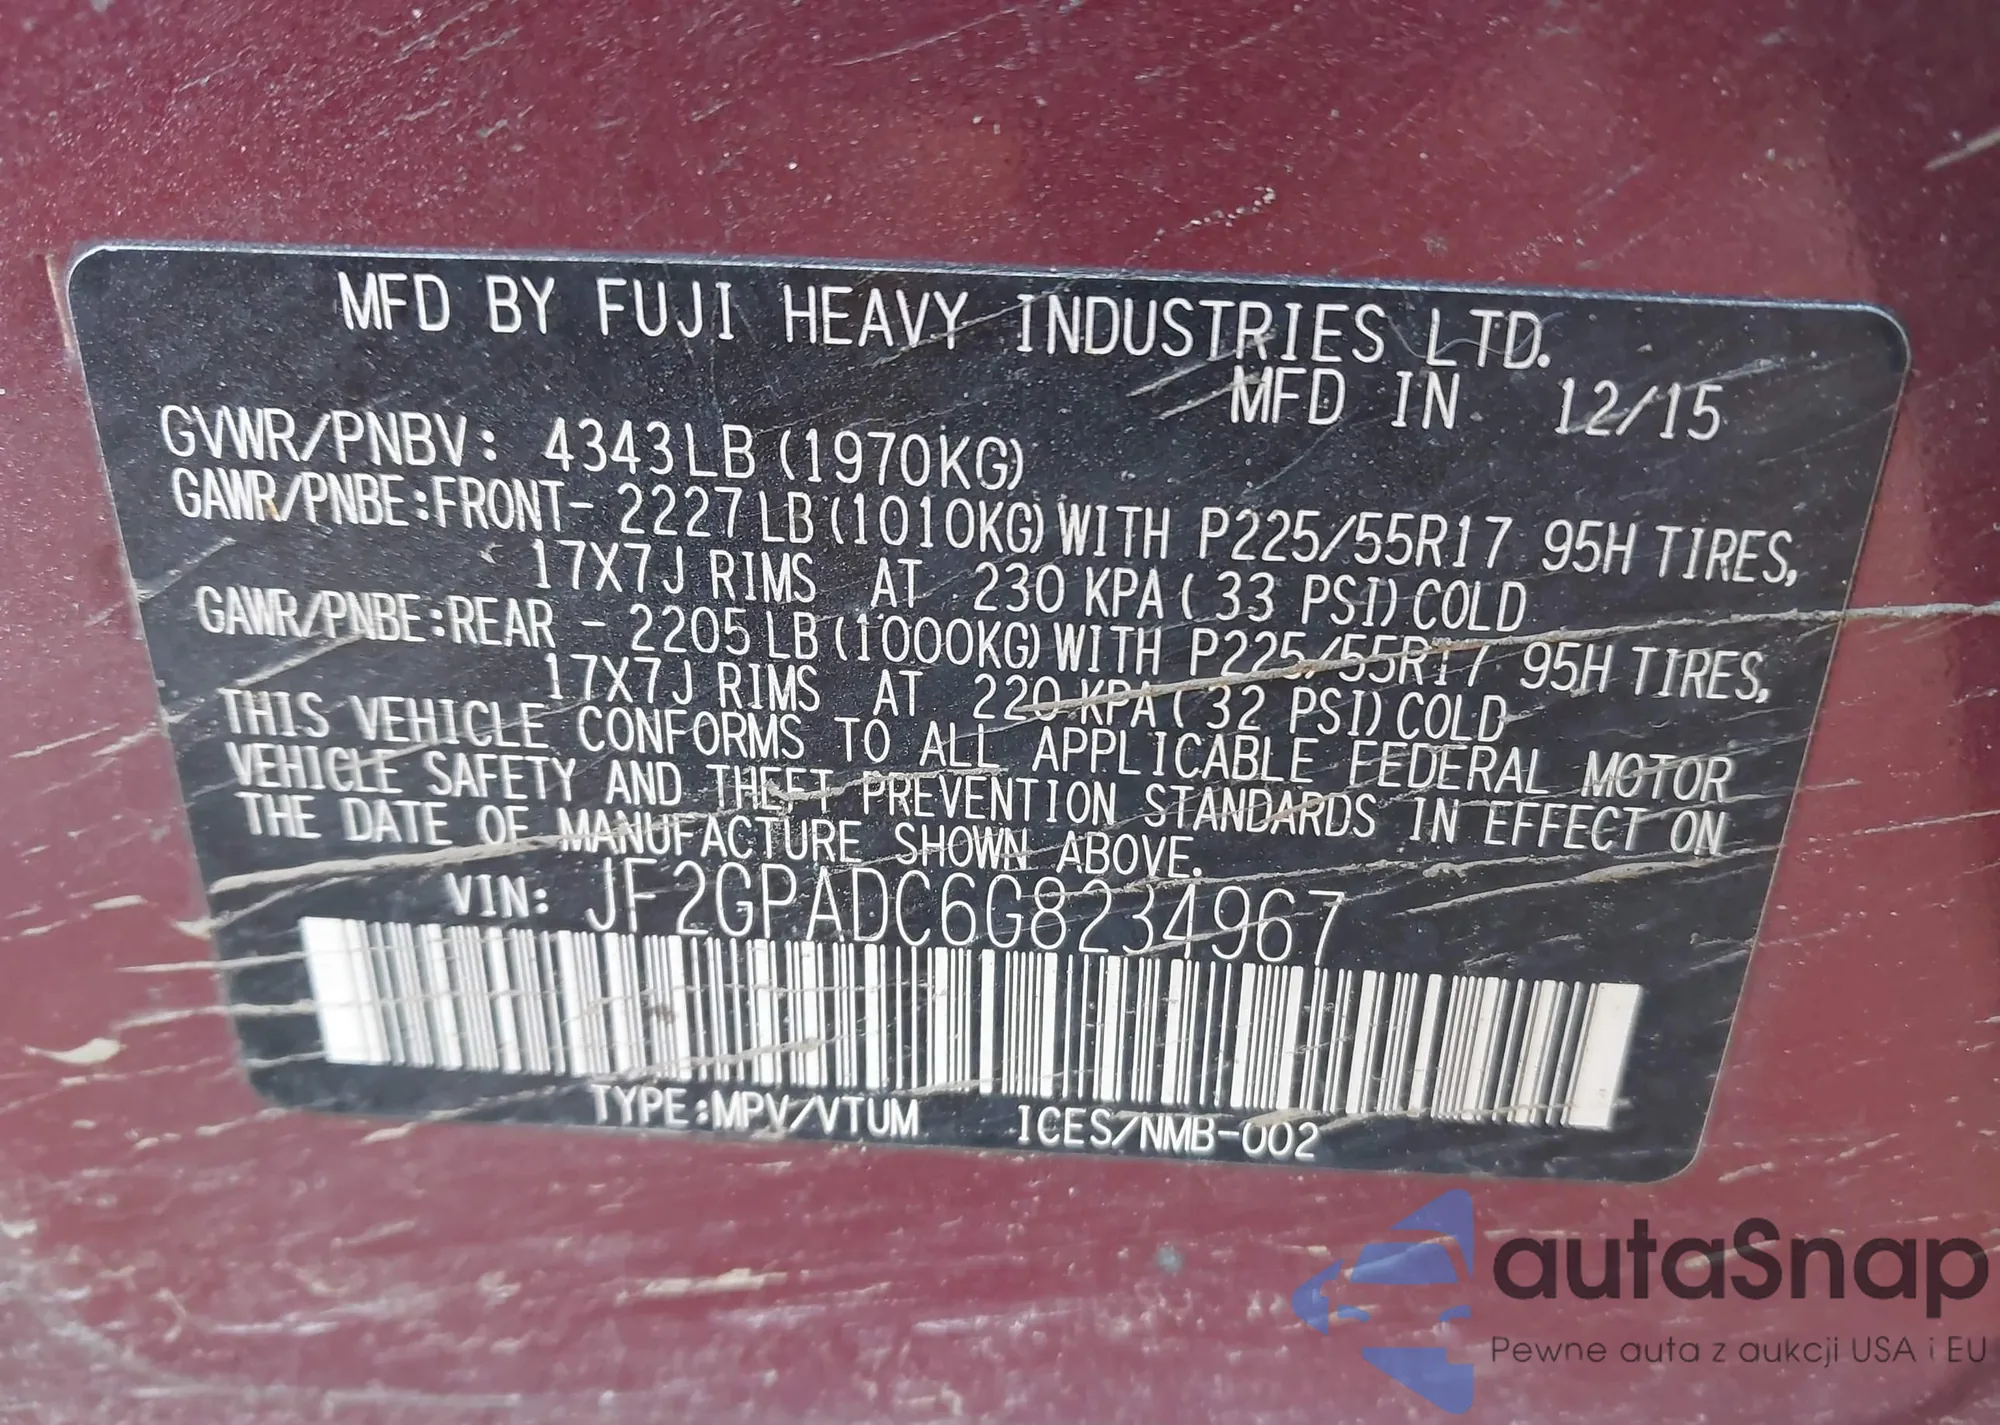 MFD BY FUJI HEAVY INDUSTRIES LTD.
MFD IN 12/15
GVWR/PNBV: 4343LB (1970KG)
GAWR/PNBE:FRONT- 2227LB (1010KG) WITH P225/55R17 95H TIRES,
17X7J RIMS AT 230 KPA ( 33 PSI) COLD
GAWR/PNBE:REAR - 2205LB (1000KG) WITH P225/55R17 95H TIRES,
17X7J RIMS AT 220 KPA ( 32 PSI) COLD
THIS VEHICLE CONFORMS TO ALL APPLICABLE FEDERAL MOTOR
VEHICLE SAFETY AND THEFT PREVENTION STANDARDS IN EFFECT ON
THE DATE OF MANUFACTURE SHOWN ABOVE.
VIN: JF2GPADC6G8234967
TYPE:MPV/VTUM ICES/NMB-002
autaSnap
Pewne auta z aukcji USA i EU